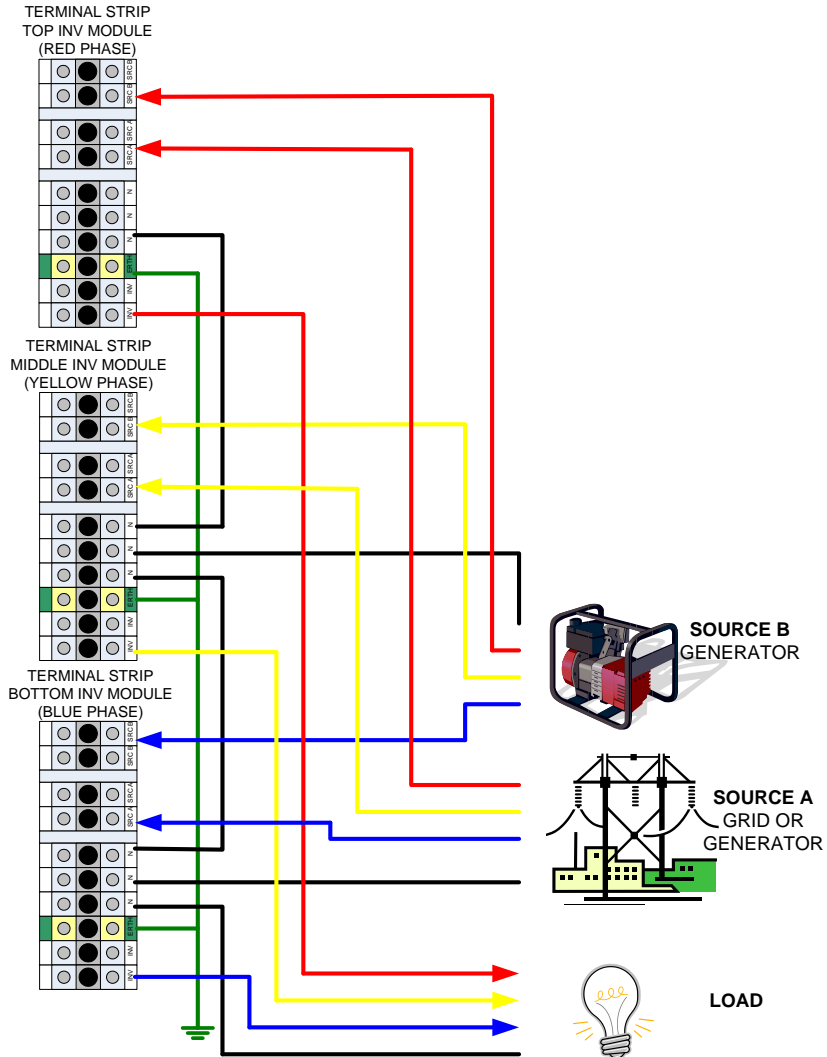 TERMINAL STRIP
TOP INV MODULE
(RED PHASE)
SRC B
SRC B
SRC A
SRC A
N
N
N
ERTH
INV
INV
TERMINAL STRIP
MIDDLE INV MODULE
(YELLOW PHASE)
SRC B
SRC B
SRC A
SRC A
N
N
N
ERTH
INV
INV
TERMINAL STRIP
BOTTOM INV MODULE
(BLUE PHASE)
SRC B
SRC B
SRC A
SRC A
N
N
N
ERTH
INV
INV
SOURCE B
GENERATOR
SOURCE A
GRID OR
GENERATOR
LOAD